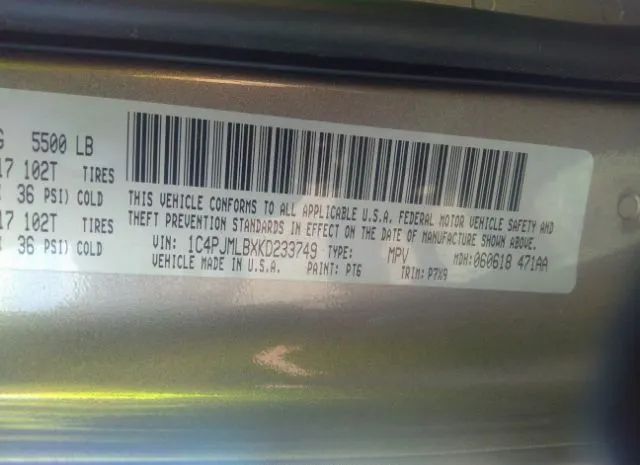 5500 LB
17 102T TIRES
36 PSI) COLD
17 102T TIRES
36 PSI) COLD
THIS VEHICLE CONFORMS TO ALL APPLICABLE U.S.A. FEDERAL MOTOR VEHICLE SAFETY AND
THEFT PREVENTION STANDARDS IN EFFECT ON THE DATE OF MANUFACTURE SHOWN ABOVE.
VIN: 1C4PJMLBXKD233749 TYPE: MPV MDH:060618 471AA
VEHICLE MADE IN U.S.A. PAINT: PT6 TRIM: P7X9